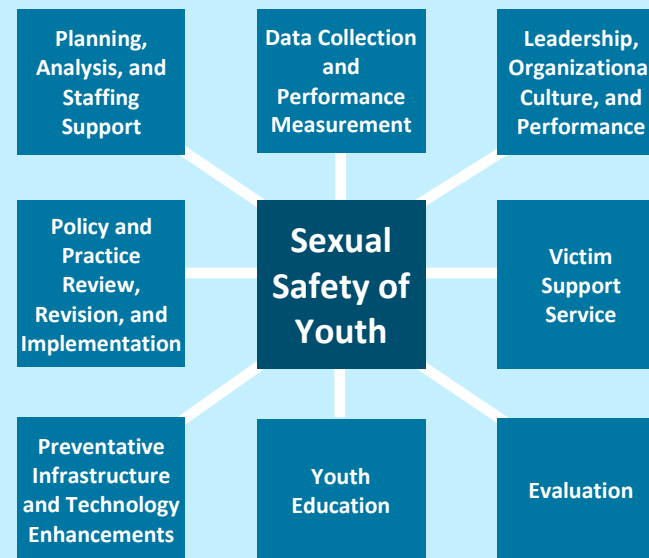 Planning,
Analysis, and
Staffing
Support
Data Collection
and
Performance
Measurement
Leadership,
Organizationa
Culture, and
Performance
Policy and
Practice
Review,
Revision, and
Implementation
Sexual
Safety of
Youth
Victim
Support
Service
Preventative
Infrastructure
and Technology
Enhancements
Youth
Education
Evaluation